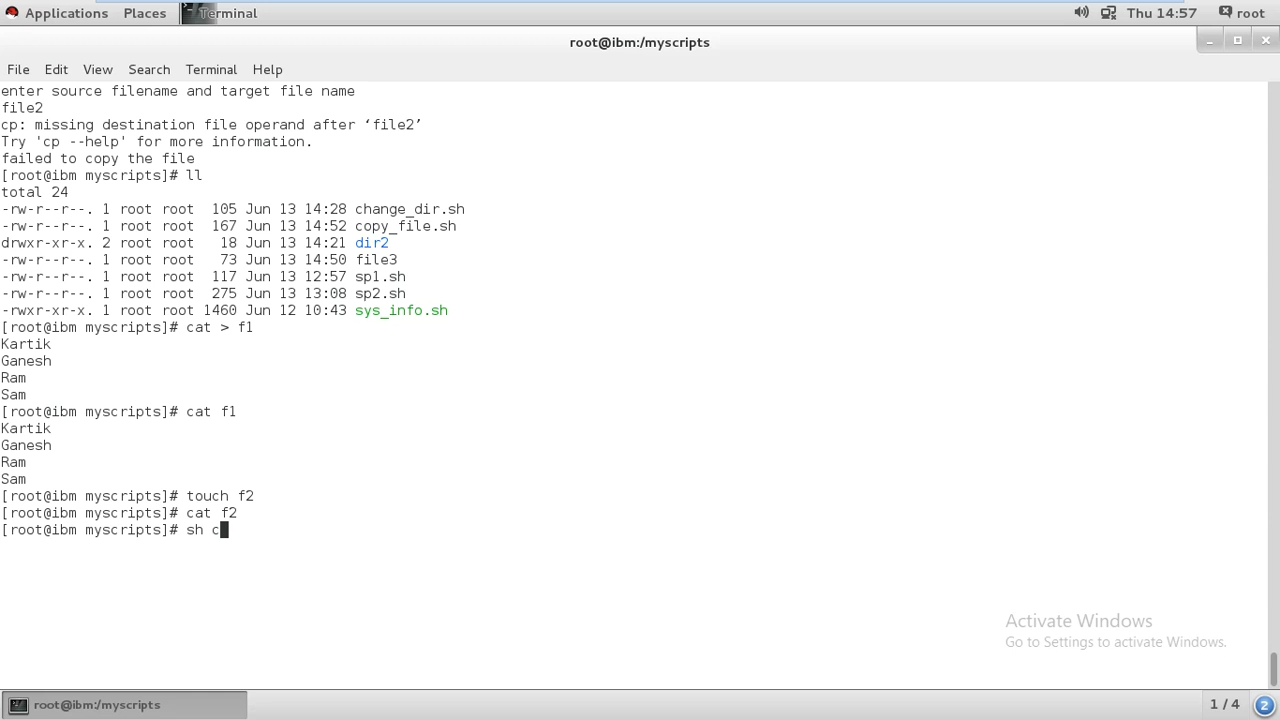 Applications Places Terminal Thu 14:57 root
root@ibm:/myscripts
File Edit View Search Terminal Help
enter source filename and target file name
file2
cp: missing destination file operand after ‘file2’
Try 'cp --help' for more information.
failed to copy the file
[root@ibm myscripts]# ll
total 24
-rw-r--r--. 1 root root  105 Jun 13 14:28 change_dir.sh
-rw-r--r--. 1 root root  167 Jun 13 14:52 copy_file.sh
drwxr-xr-x. 2 root root   18 Jun 13 14:21 dir2
-rw-r--r--. 1 root root   73 Jun 13 14:50 file3
-rw-r--r--. 1 root root  117 Jun 13 12:57 sp1.sh
-rw-r--r--. 1 root root  275 Jun 13 13:08 sp2.sh
-rwxr-xr-x. 1 root root 1460 Jun 12 10:43 sys_info.sh
[root@ibm myscripts]# cat > f1
Kartik
Ganesh
Ram
Sam
[root@ibm myscripts]# cat f1
Kartik
Ganesh
Ram
Sam
[root@ibm myscripts]# touch f2
[root@ibm myscripts]# cat f2
[root@ibm myscripts]# sh c
Activate Windows
Go to Settings to activate Windows.
root@ibm:/myscripts 1 / 4 2